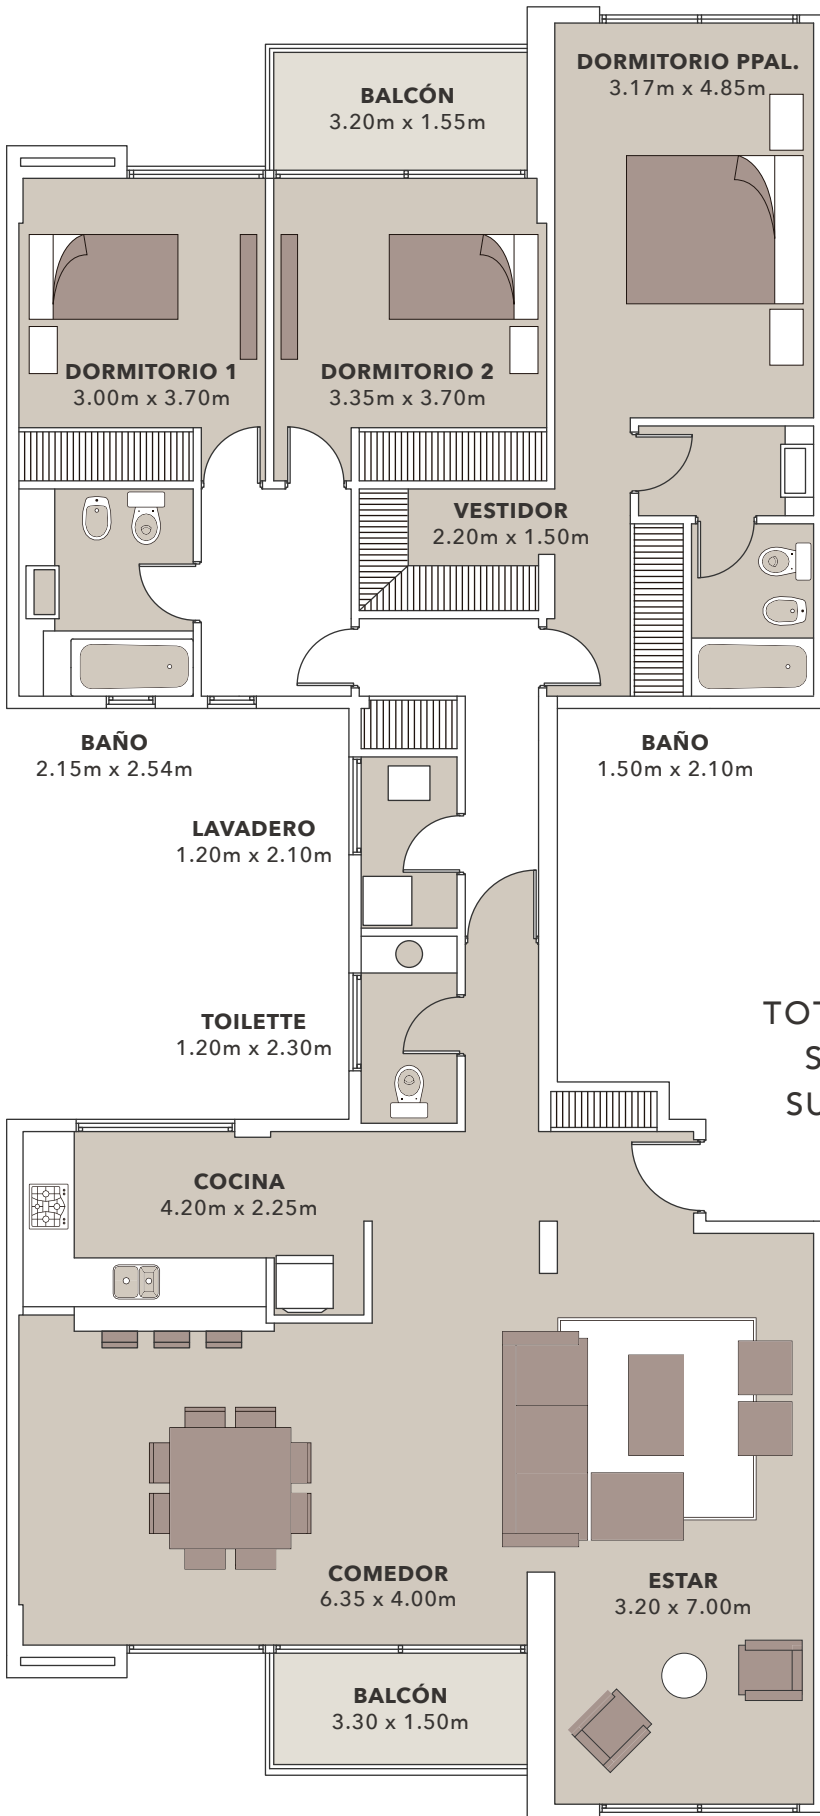 DORMITORIO PPAL.
3.17m x 4.85m
BALCÓN
3.20m x 1.55m
DORMITORIO 1
3.00m x 3.70m
DORMITORIO 2
3.35m x 3.70m
VESTIDOR
2.20m x 1.50m
BAÑO
2.15m x 2.54m
BAÑO
1.50m x 2.10m
LAVADERO
1.20m x 2.10m
TOILETTE
1.20m x 2.30m
TOT
S
SU
COCINA
4.20m x 2.25m
COMEDOR
6.35 x 4.00m
ESTAR
3.20 x 7.00m
BALCÓN
3.30 x 1.50m